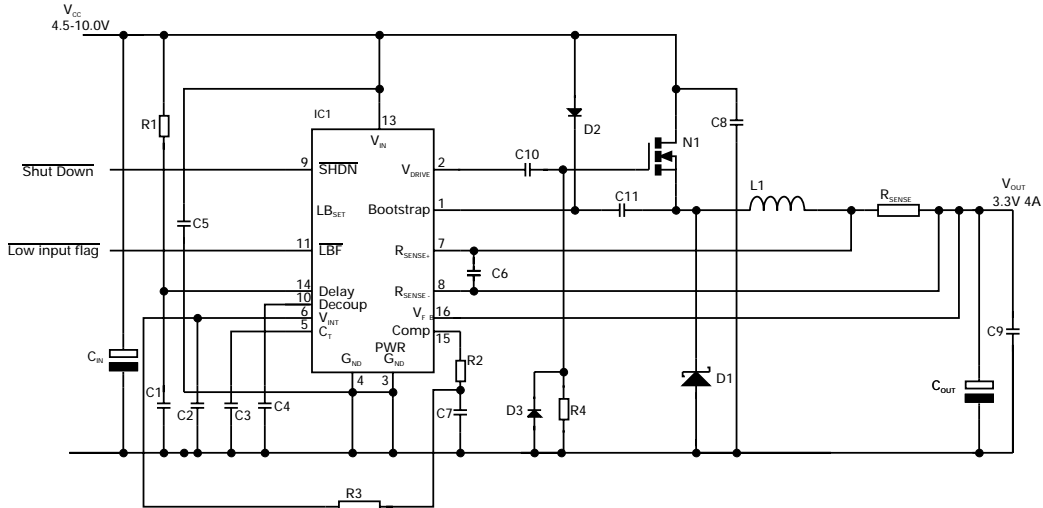 VCC
4.5-10.0V
IC1
R1
13
VIN
D2
N1
C8
Shut Down
9
SHDN
VDRIVE
2
C10
L1
RSENSE
VOUT
3.3V 4A
LBSET
Bootstrap
1
C11
C5
Low input flag
11
LBF
RSENSE+
7
C6
14
Delay
RSENSE-
8
10
Decoup
6
VINT
VFB
16
5
CT
Comp
15
C9
CIN
PWR
GND
GND
R2
4
3
D1
COUT
C1
C2
C3
C4
C7
D3
R4
R3